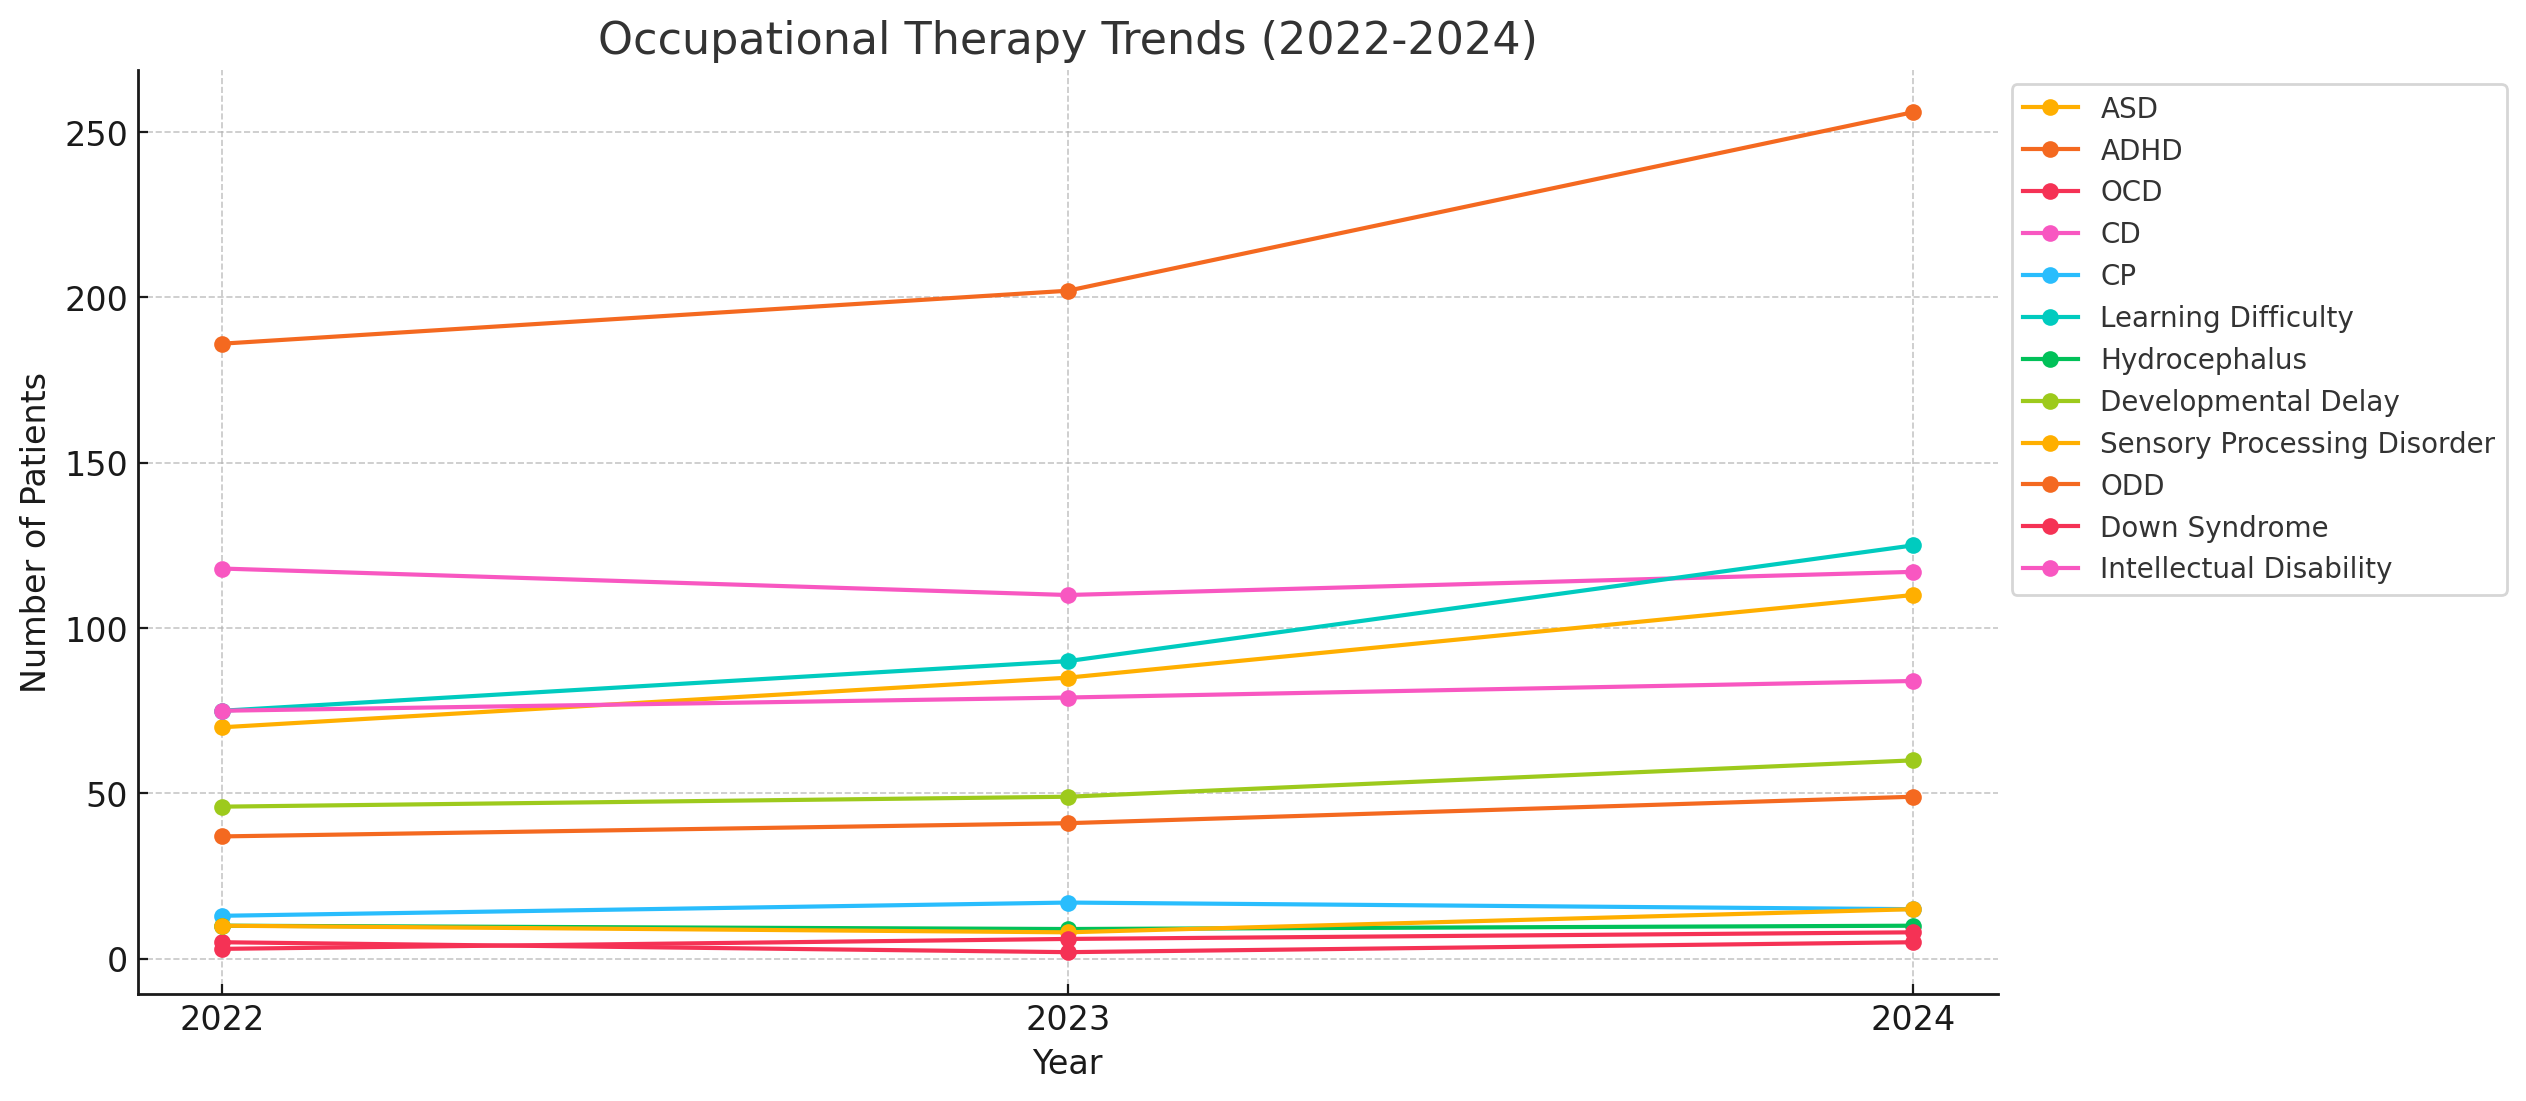 Occupational Therapy Trends (2022-2024)
250
200
150
100
50
0
Number of Patients
2022
2023
2024
Year
ASD
ADHD
OCD
CD
CP
Learning Difficulty
Hydrocephalus
Developmental Delay
Sensory Processing Disorder
ODD
Down Syndrome
Intellectual Disability